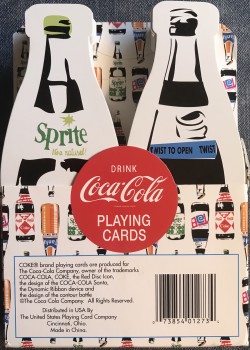 Sprite
TWIST TO OPEN TWIST
DRINK
Coca-Cola
PLAYING
CARDS
COKE® brand playing cards are produced for
The Coca-Cola Company, owner of the trademarks
COCA-COLA, COKE, the Red Disc Icon,
the design of the COCA-COLA Santa,
the Dynamic Ribbon device and
the design of the contour bottle
©The Coca-Cola Company. All Rights Reserved.
Distributed in USA By
The United States Playing Card Company
Cincinnati, Ohio.
Made in China.
73854 01273